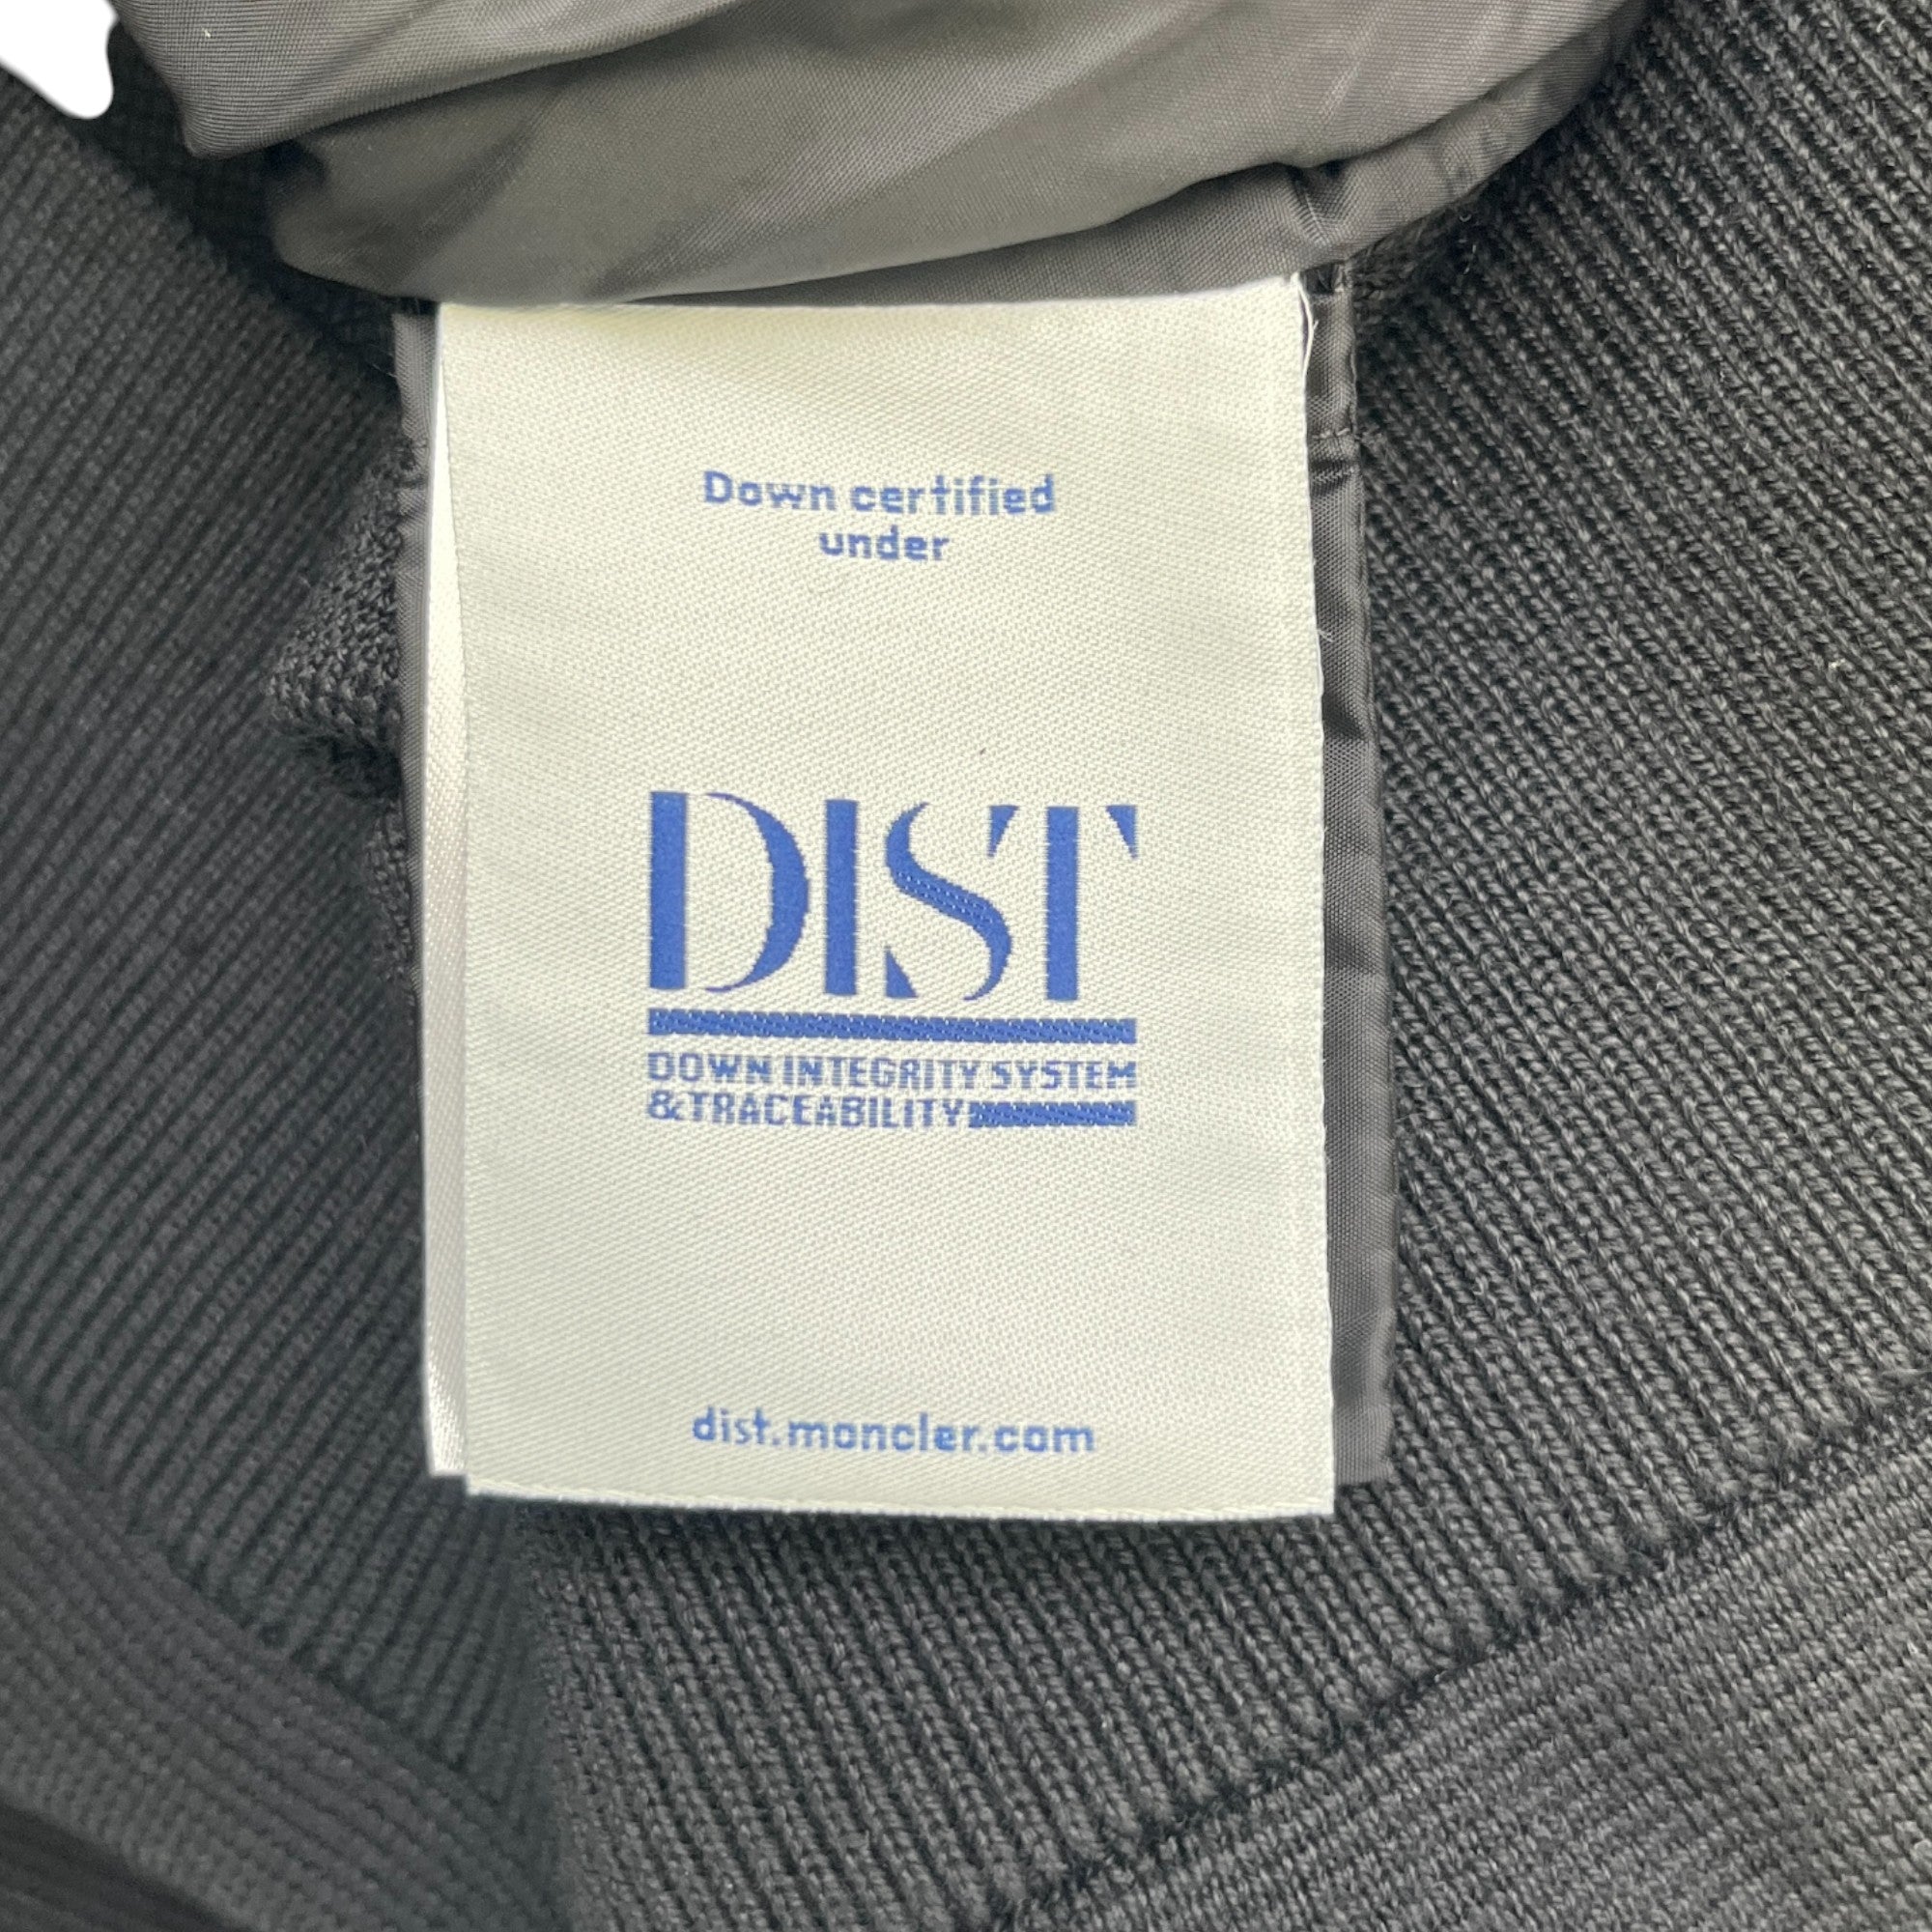 Down certified
under
DIST
DOWN INTEGRITY SYSTEM
&TRACEABILITY
dist.moncler.com